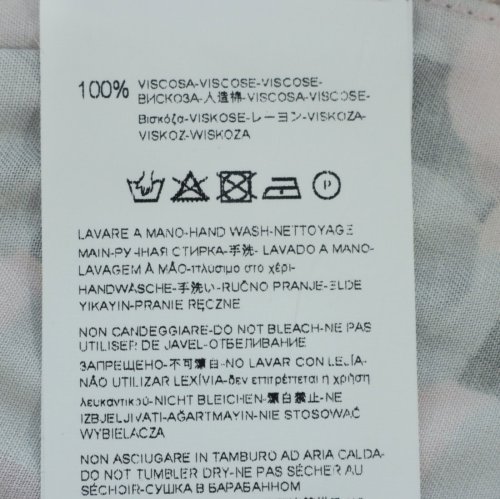 100% VISCOSA-VISCOSE-VISCOSE-
ВИСКОЗА-人造棉-VISCOSA-VISCOSE-
Βισκόζα-VISKOSE-レーヨン-VISKOZA-
VISKOZ-WISKOZA
P
LAVARE A MANO-HAND WASH-NETTOYAGE
MAIN-РУЧНАЯ СТИРКА-手洗-LAVADO A MANO-
LAVAGEM À MÃO-πλυσιμο στο χέρι-
HANDWÄSCHE-手洗い-RUČNO PRANJE-ELDE
YIKAYIN-PRANIE RĘCZNE
NON CANDEGGIARE-DO NOT BLEACH-NE PAS
UTILISER DE JAVEL-ОТБЕЛИВАНИЕ
ЗАПРЕЩЕНО-不可漂白-NO LAVAR CON LEJÍA-
NÃO UTILIZAR LEXÍVIA-δεν επιτρέπεται η χρήση
λευκαντικού-NICHT BLEICHEN-漂白禁止-NE
IZBJELJIVATI-AĞARTMAYIN-NIE STOSOWAĆ
WYBIELACZA
NON ASCIUGARE IN TAMBURO AD ARIA CALDA-
DO NOT TUMBLER DRY-NE PAS SÉCHER AU
SÉCHOIR-СУШКА В БАРАБАННОМ